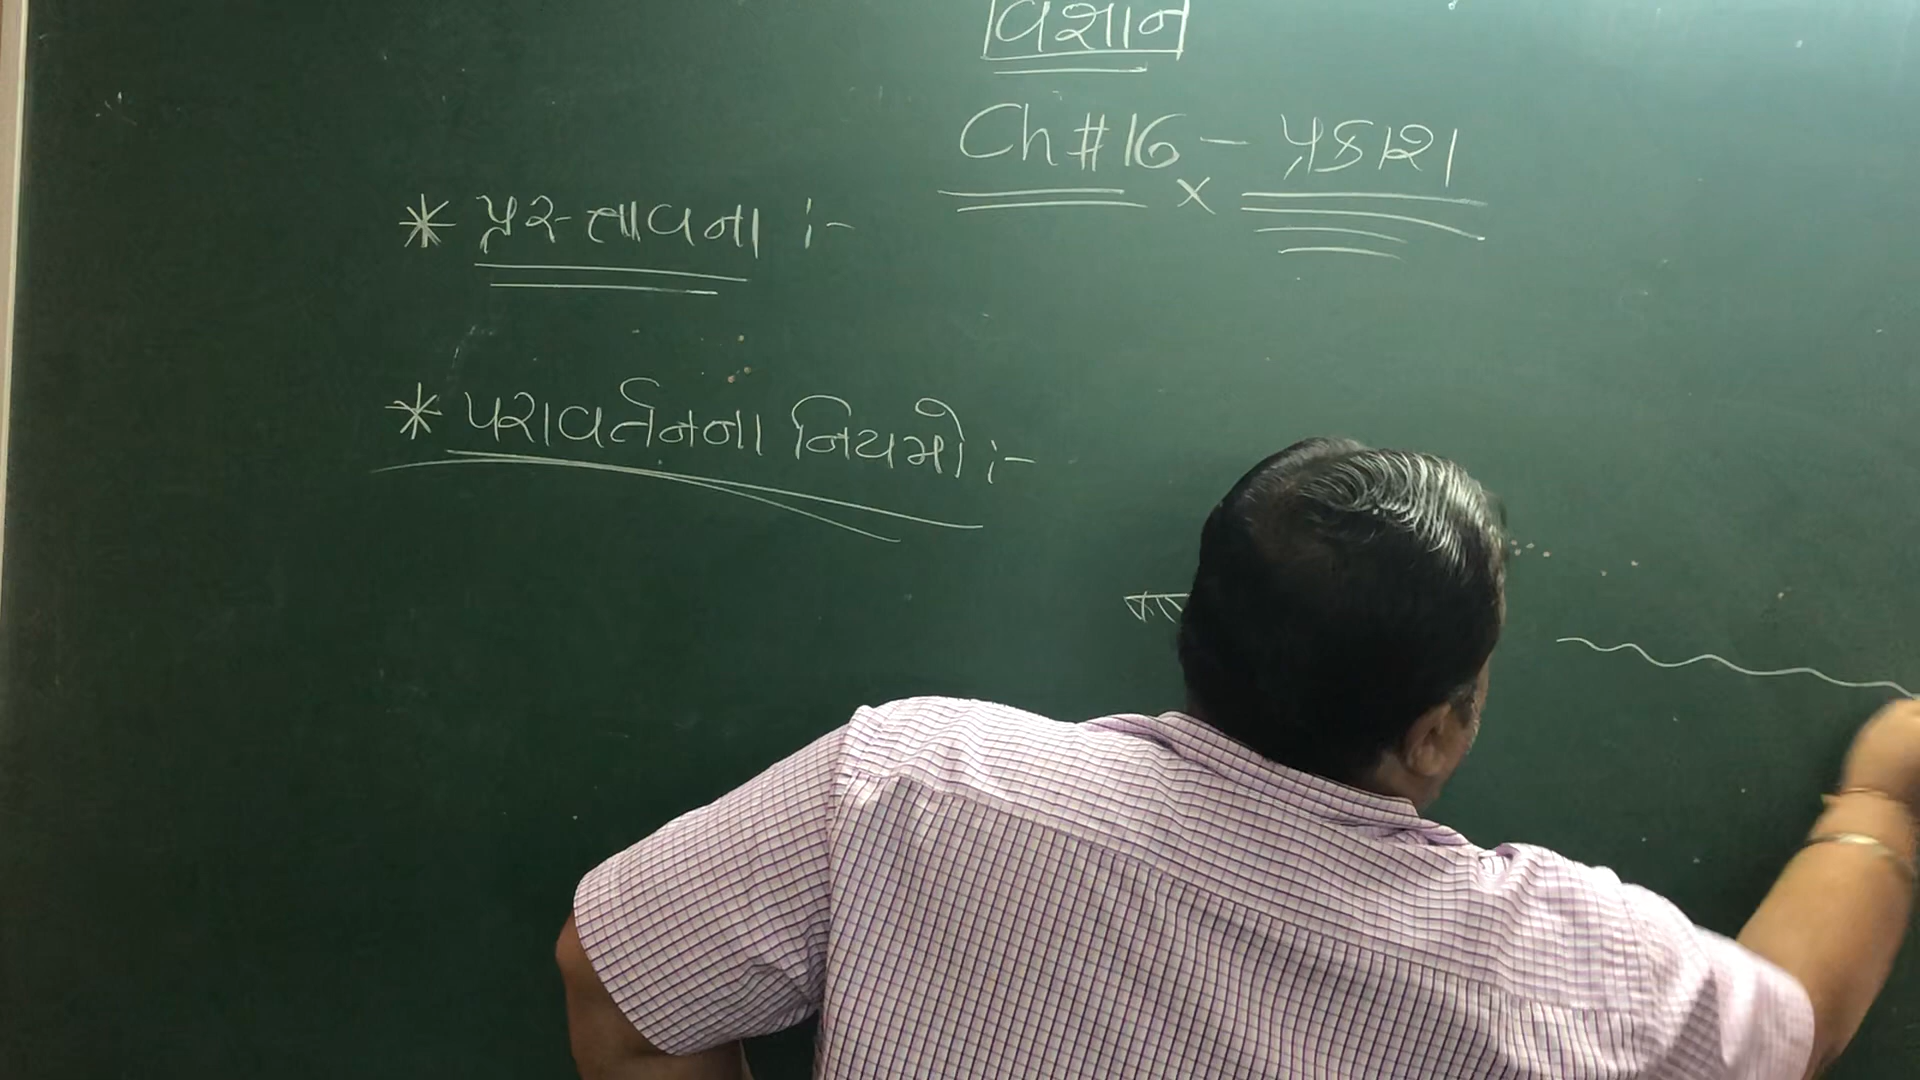 વિજ્ઞાન
Ch # 16 - પ્રકાશ
* પ્રસ્તાવના :-
* પરાવર્તનના નિયમો :-